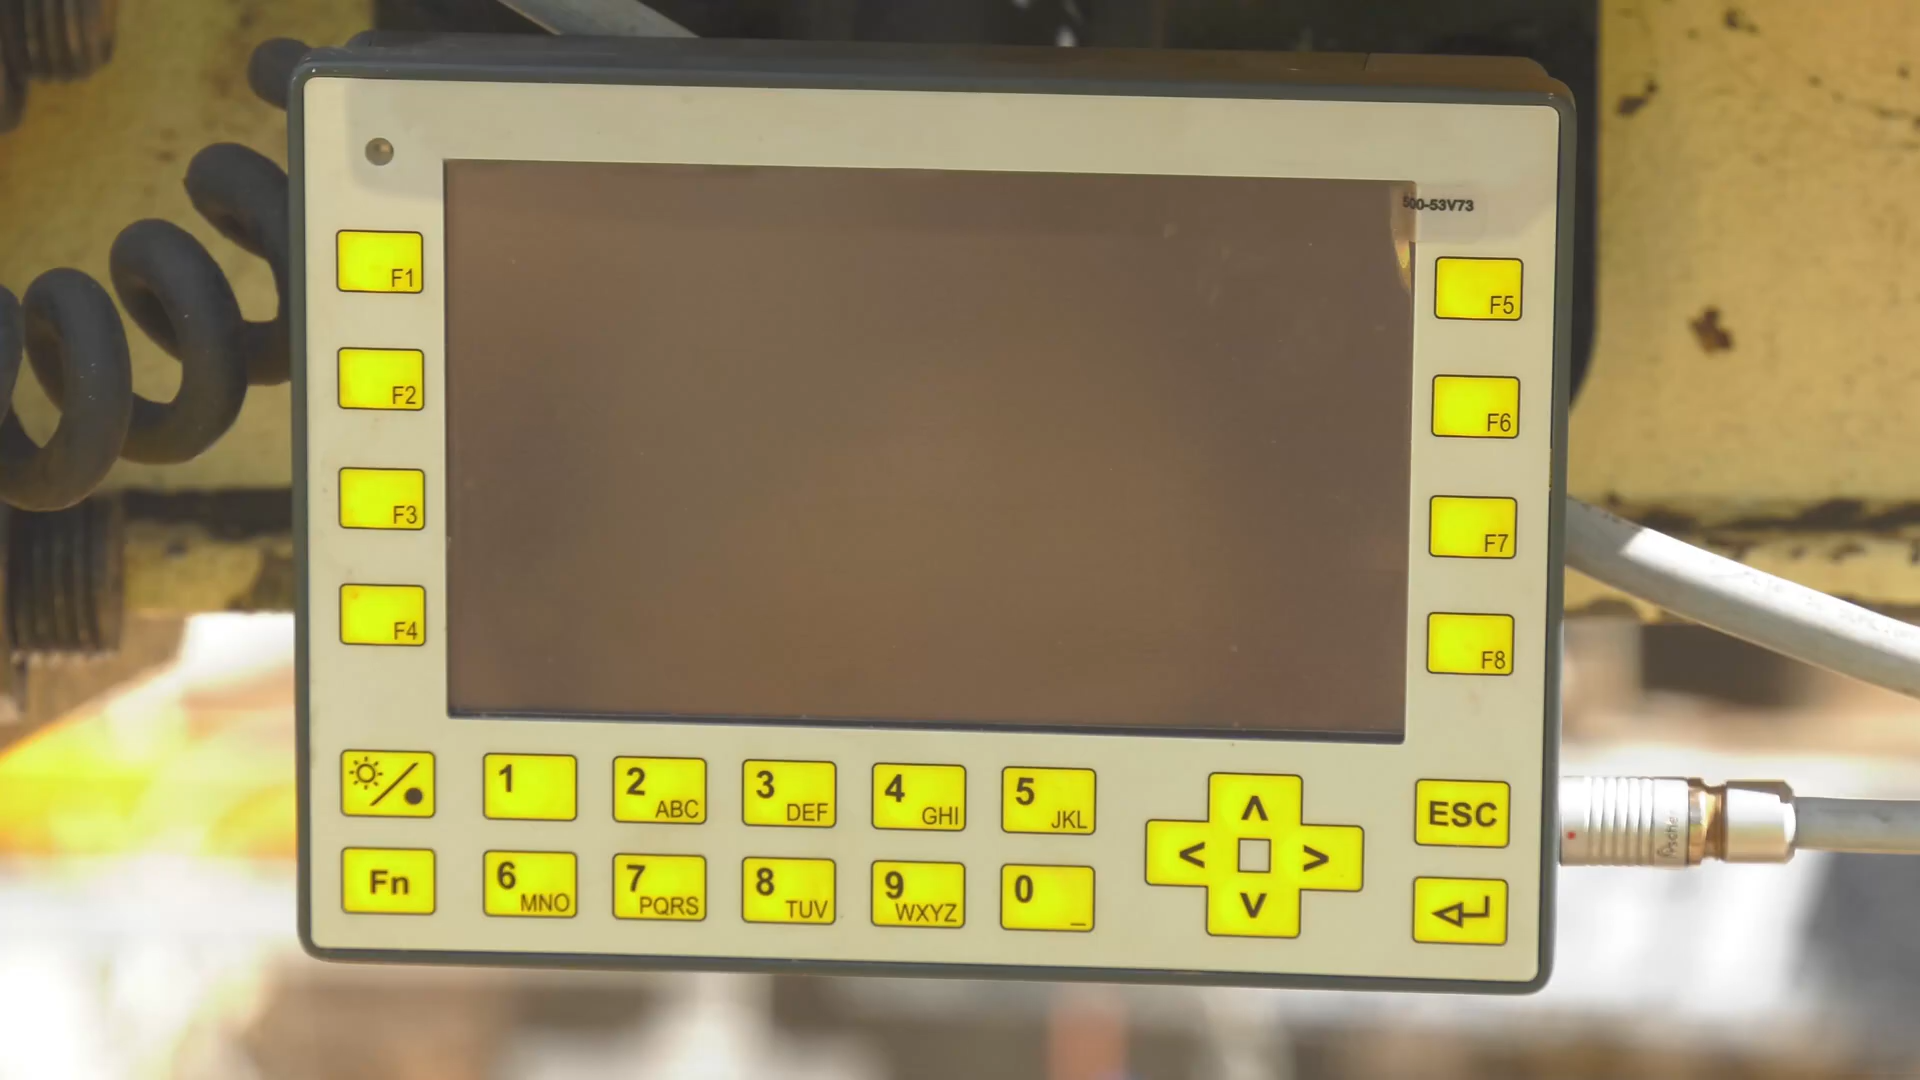 500-53V73
F1
F5
F2
F6
F3
F7
F4
F8
1
2 ABC
3 DEF
4 GHI
5 JKL
^
< >
v
ESC
Fn
6 MNO
7 PQRS
8 TUV
9 WXYZ
0 _